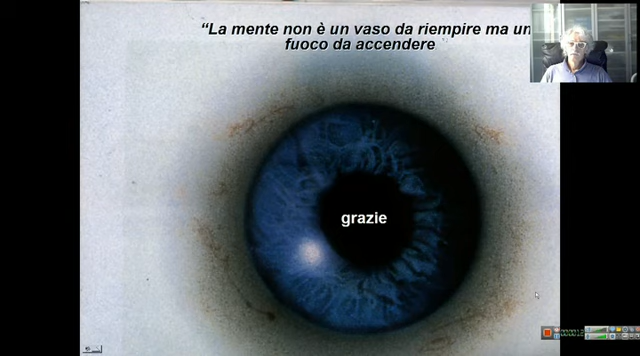 “La mente non è un vaso da riempire ma un
fuoco da accendere
grazie